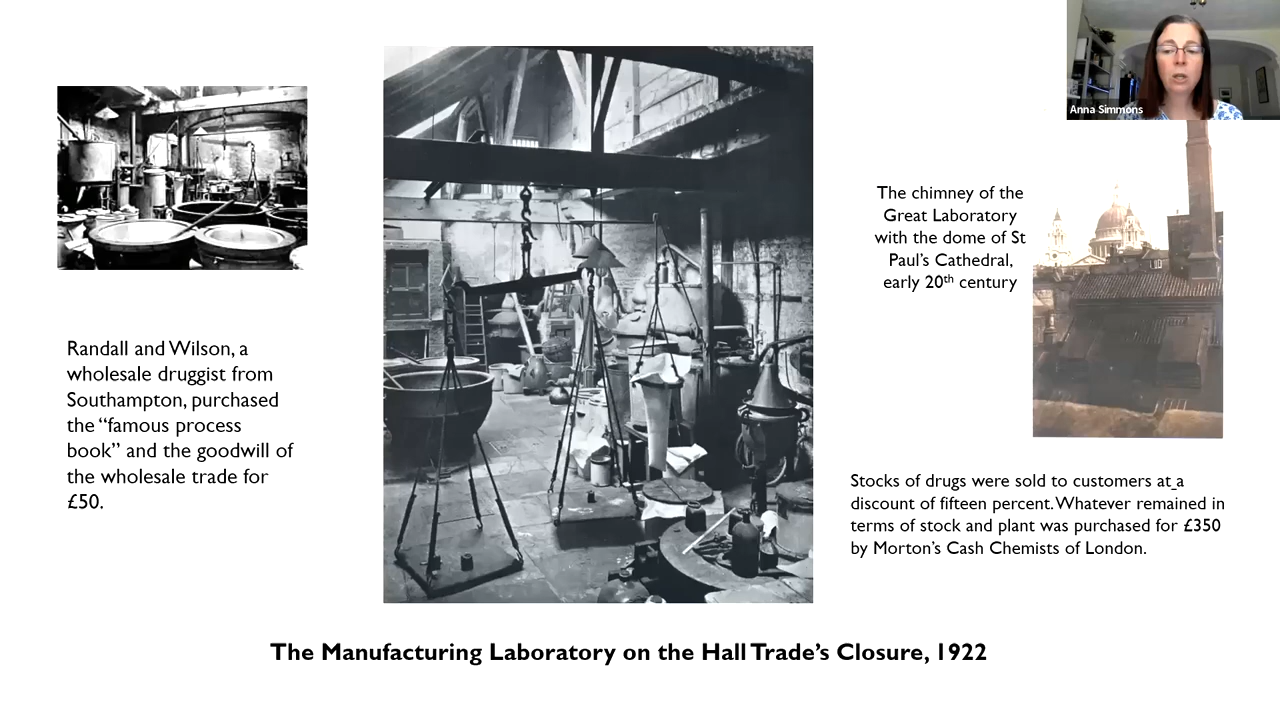 Anna Simmons
The chimney of the
Great Laboratory
with the dome of St
Paul's Cathedral,
early 20th century
Randall and Wilson, a
wholesale druggist from
Southampton, purchased
the “famous process
book” and the goodwill of
the wholesale trade for
£50.
Stocks of drugs were sold to customers at_a
discount of fifteen percent. Whatever remained in
terms of stock and plant was purchased for £350
by Morton's Cash Chemists of London.
The Manufacturing Laboratory on the Hall Trade's Closure, 1922